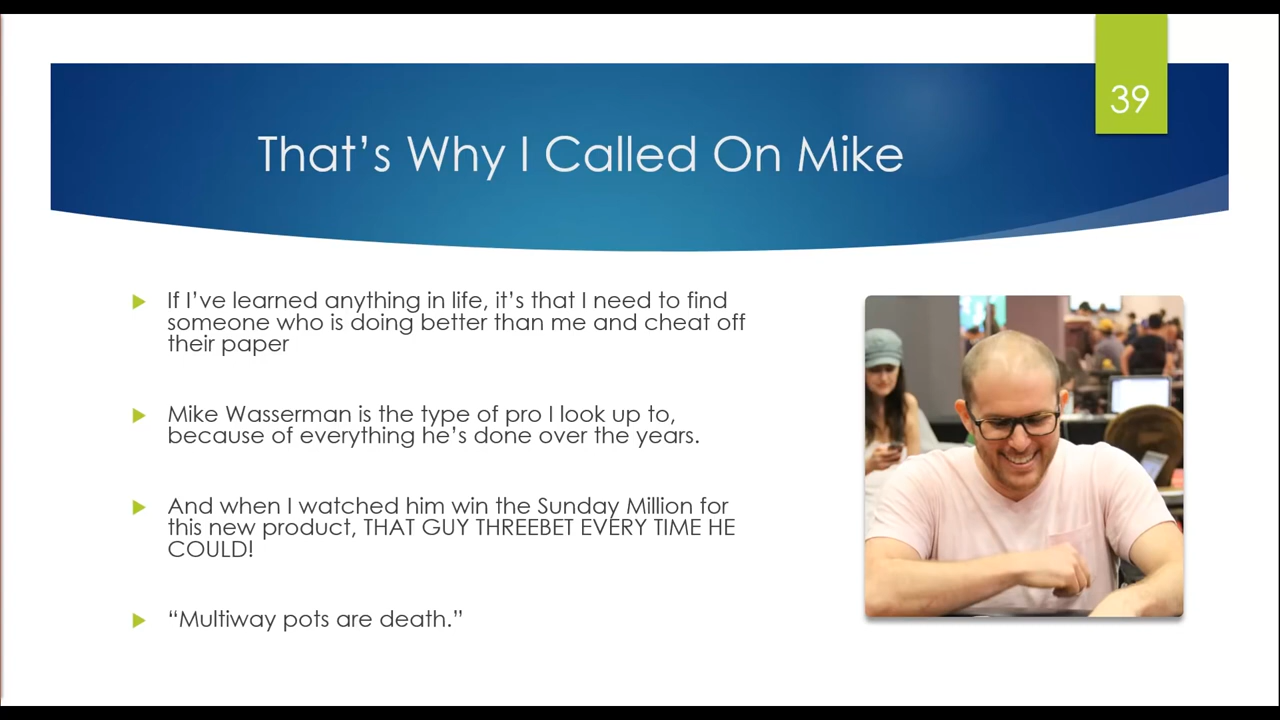 39
That’s Why I Called On Mike
If I’ve learned anything in life, it’s that I need to find
someone who is doing better than me and cheat off
their paper
Mike Wasserman is the type of pro I look up to,
because of everything he’s done over the years.
And when I watched him win the Sunday Million for
this new product, THAT GUY THREEBET EVERY TIME HE
COULD!
“Multiway pots are death.”